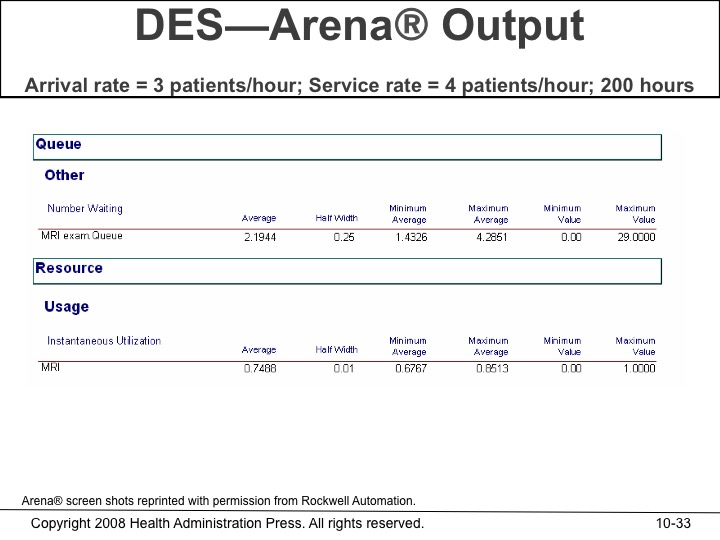 DES—Arena® Output
Arrival rate = 3 patients/hour; Service rate = 4 patients/hour; 200 hours
Queue
Other
Number Waiting Average Half Width Minimum Average Maximum Average Minimum Value Maximum Value
MRI exam.Queue 2.1944 0.25 1.4326 4.2851 0.00 29.0000
Resource
Usage
Instantaneous Utilization Average Half Width Minimum Average Maximum Average Minimum Value Maximum Value
MRI 0.7488 0.01 0.6767 0.8513 0.00 1.0000
Arena® screen shots reprinted with permission from Rockwell Automation.
Copyright 2008 Health Administration Press. All rights reserved. 10-33